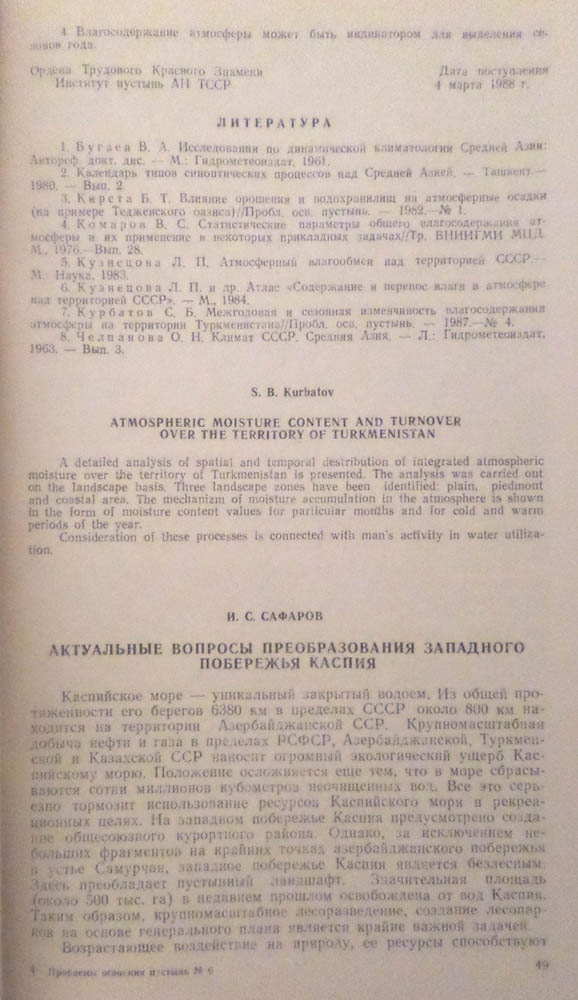 4. Влагосодержание атмосферы может быть индикатором для выделения се-
зонов года.
Ордена Трудового Красного Знамени
Институт пустынь АН ТССР
Дата поступления
4 марта 1988 г.
ЛИТЕРАТУРА
1. Бугаев В. А. Исследования по динамической климатологии Средней Азии:
Автореф. докт. дис. — М.: Гидрометеоиздат, 1961.
2. Календарь типов синоптических процессов над Средней Азией. — Ташкент —
1980. — Вып. 2.
3. Кирста Б. Т. Влияние орошения и водохранилищ на атмосферные осадки
(на примере Тедженского оазиса)//Пробл. осв. пустынь. — 1982.—№ 1.
4. Комаров В. С. Статистические параметры общего влагосодержания ат-
мосферы и их применение в некоторых прикладных задачах//Тр. ВНИИГМИ МЦД.
М., 1976.—Вып. 28.
5. Кузнецова Л. П. Атмосферный влагообмен над территорией СССР.—
М.: Наука, 1983.
6. Кузнецова Л. П. и др. Атлас «Содержание и перенос влаги в атмосфере
над территорией СССР». — М., 1984.
7. Курбатов С. Б. Межгодовая и сезонная изменчивость влагосодержания
атмосферы на территории Туркменистана//Пробл. осв. пустынь. — 1987.—№ 4.
8. Челпанова О. Н. Климат СССР. Средняя Азия. — Л.: Гидрометеоиздат,
1963. — Вып. 3.
S. B. Kurbatov
ATMOSPHERIC MOISTURE CONTENT AND TURNOVER
OVER THE TERRITORY OF TURKMENISTAN
A detailed analysis of spatial and temporal destribution of integrated atmospheric
moisture over the territory of Turkmenistan is presented. The analysis was carried out
on the landscape basis. Three landscape zones have been identified: plain, piedmont
and coastal area. The mechanizm of moisture accumulation in the atmosphere is shown
in the form of moisture content values for particular months and for cold and warm
periods of the year.
Consideration of these processes is connected with man's activity in water utiliza-
tion.
И. С. САФАРОВ
АКТУАЛЬНЫЕ ВОПРОСЫ ПРЕОБРАЗОВАНИЯ ЗАПАДНОГО
ПОБЕРЕЖЬЯ КАСПИЯ
Каспийское море — уникальный закрытый водоем. Из общей про-
тяженности его берегов 6380 км в пределах СССР около 800 км на-
ходится на территории Азербайджанской ССР. Крупномасштабная
добыча нефти и газа в пределах РСФСР, Азербайджанской, Туркмен-
ской и Казахской ССР наносит огромный экологический ущерб Кас-
пийскому морю. Положение осложняется еще тем, что в море сбрасы-
ваются сотни миллионов кубометров неочищенных вод. Все это серь-
езно тормозит использование ресурсов Каспийского моря в рекреа-
ционных целях. На западном побережье Каспия предусмотрено созда-
ние общесоюзного курортного района. Однако, за исключением не-
больших фрагментов на крайних точках азербайджанского побережья
в устье Самурчая, западное побережье Каспия является безлесным.
Здесь преобладает пустынный ландшафт. Значительная площадь
(около 500 тыс. га) в недавнем прошлом освобождена от вод Каспия.
Таким образом, крупномасштабное лесоразведение, создание лесопар-
ков на основе генерального плана является крайне важной задачей.
Возрастающее воздействие на природу, ее ресурсы способствуют
4 Проблемы освоения пустынь № 6
49